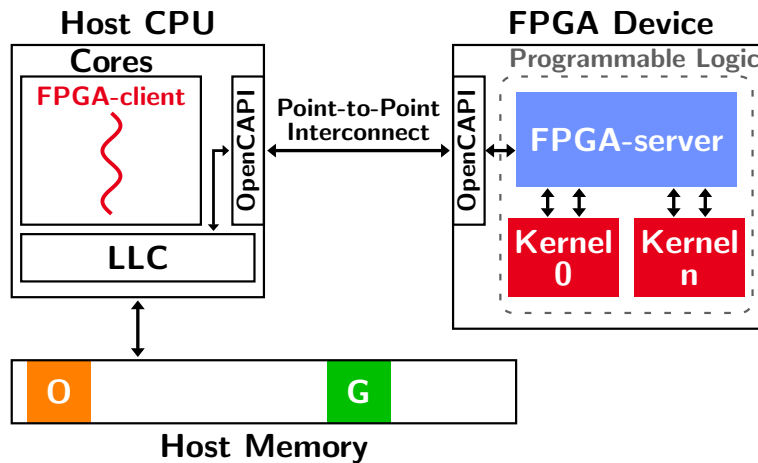 Host CPU
Cores
FPGA-client
OpenCAPI
LLC
Point-to-Point
Interconnect
FPGA Device
Programmable Logic
OpenCAPI
FPGA-server
Kernel
0
Kernel
n
O
G
Host Memory